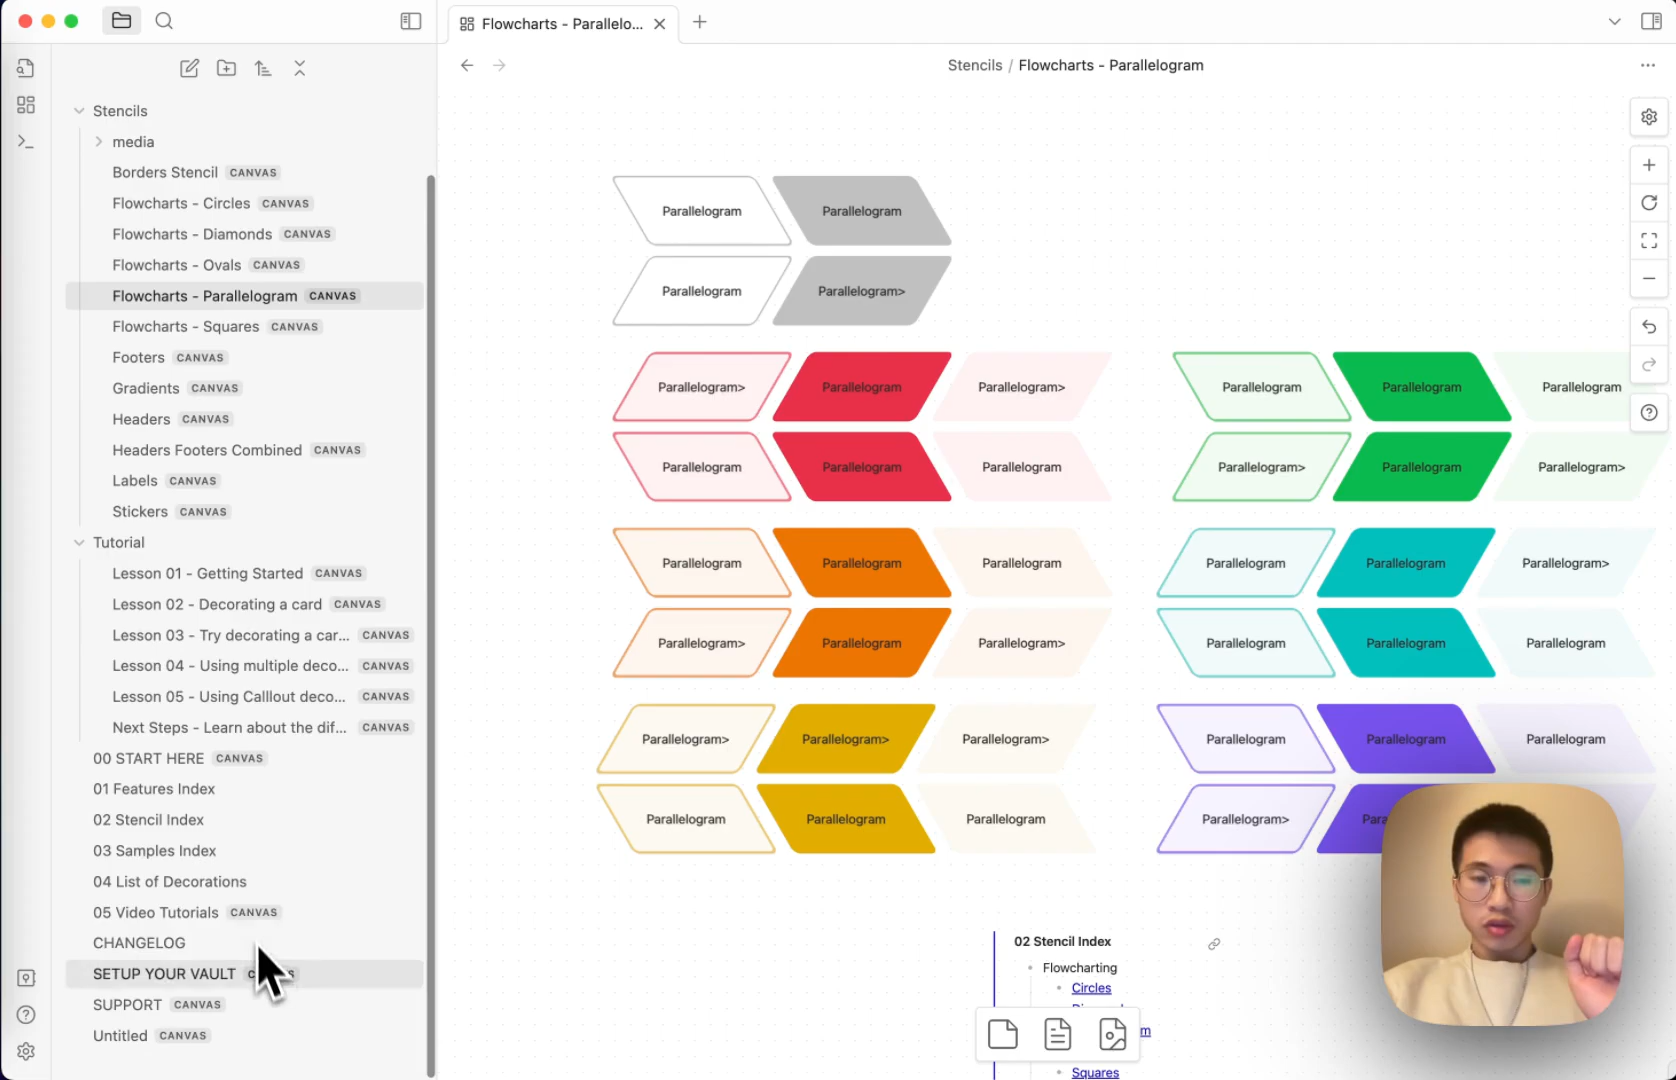 Flowcharts - Parallelo...
Stencils / Flowcharts - Parallelogram
Stencils
media
Borders Stencil CANVAS
Flowcharts - Circles CANVAS
Flowcharts - Diamonds CANVAS
Flowcharts - Ovals CANVAS
Flowcharts - Parallelogram CANVAS
Flowcharts - Squares CANVAS
Footers CANVAS
Gradients CANVAS
Headers CANVAS
Headers Footers Combined CANVAS
Labels CANVAS
Stickers CANVAS
Tutorial
Lesson 01 - Getting Started CANVAS
Lesson 02 - Decorating a card CANVAS
Lesson 03 - Try decorating a car... CANVAS
Lesson 04 - Using multiple deco... CANVAS
Lesson 05 - Using Calllout deco... CANVAS
Next Steps - Learn about the dif... CANVAS
00 START HERE CANVAS
01 Features Index
02 Stencil Index
03 Samples Index
04 List of Decorations
05 Video Tutorials CANVAS
CHANGELOG
SETUP YOUR VAULT
SUPPORT CANVAS
Untitled CANVAS
Parallelogram Parallelogram
Parallelogram Parallelogram>
Parallelogram> Parallelogram Parallelogram> Parallelogram Parallelogram Parallelogram
Parallelogram Parallelogram Parallelogram Parallelogram> Parallelogram Parallelogram>
Parallelogram Parallelogram Parallelogram Parallelogram Parallelogram Parallelogram>
Parallelogram> Parallelogram Parallelogram> Parallelogram Parallelogram Parallelogram
Parallelogram> Parallelogram> Parallelogram> Parallelogram Parallelogram Parallelogram
Parallelogram Parallelogram Parallelogram Parallelogram>
02 Stencil Index
Flowcharting
Circles
Squares